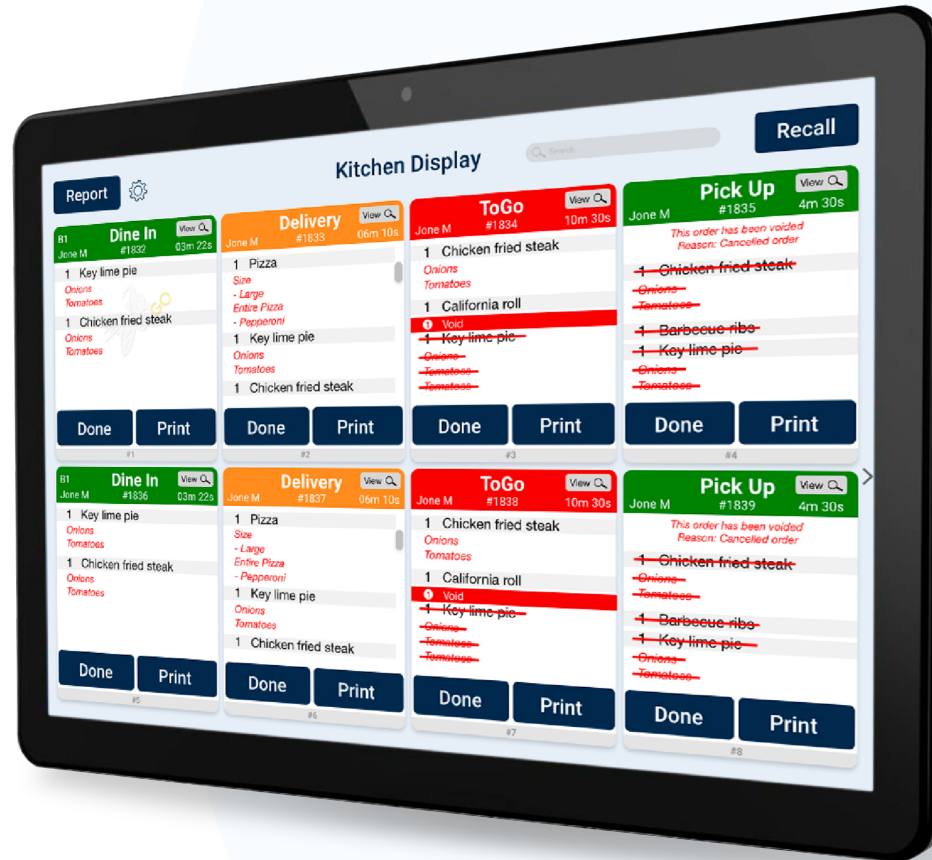 Kitchen Display
Search...
Recall
Report
B1
Dine In
View
Jone M
#1832
03m 22s
1 Key lime pie
Onions
Tomatoes
1 Chicken fried steak
Onions
Tomatoes
Done
Print
#1
Delivery
View
Jone M
#1833
06m 10s
1 Pizza
Size
- Large
Entire Pizza
- Pepperoni
1 Key lime pie
Onions
Tomatoes
1 Chicken fried steak
Done
Print
#2
ToGo
View
Jone M
#1834
10m 30s
1 Chicken fried steak
Onions
Tomatoes
1 California roll
1 Void
1 Key lime pie
Onions
Tomatoes
Tomatoes
Done
Print
#3
Pick Up
View
Jone M
#1835
4m 30s
This order has been voided
Reason: Cancelled order
1 Chicken fried steak
Onions
Tomatoes
1 Barbecue ribs
1 Key lime pie
Onions
Tomatoes
Done
Print
#4
B1
Dine In
View
Jone M
#1836
03m 22s
1 Key lime pie
Onions
Tomatoes
1 Chicken fried steak
Onions
Tomatoes
Done
Print
#5
Delivery
View
Jone M
#1837
06m 10s
1 Pizza
Size
- Large
Entire Pizza
- Pepperoni
1 Key lime pie
Onions
Tomatoes
1 Chicken fried steak
Done
Print
#6
ToGo
View
Jone M
#1838
10m 30s
1 Chicken fried steak
Onions
Tomatoes
1 California roll
1 Void
1 Key lime pie
Onions
Tomatoes
Tomatoes
Done
Print
#7
Pick Up
View
Jone M
#1839
4m 30s
This order has been voided
Reason: Cancelled order
1 Chicken fried steak
Onions
Tomatoes
1 Barbecue ribs
1 Key lime pie
Onions
Tomatoes
Done
Print
#8